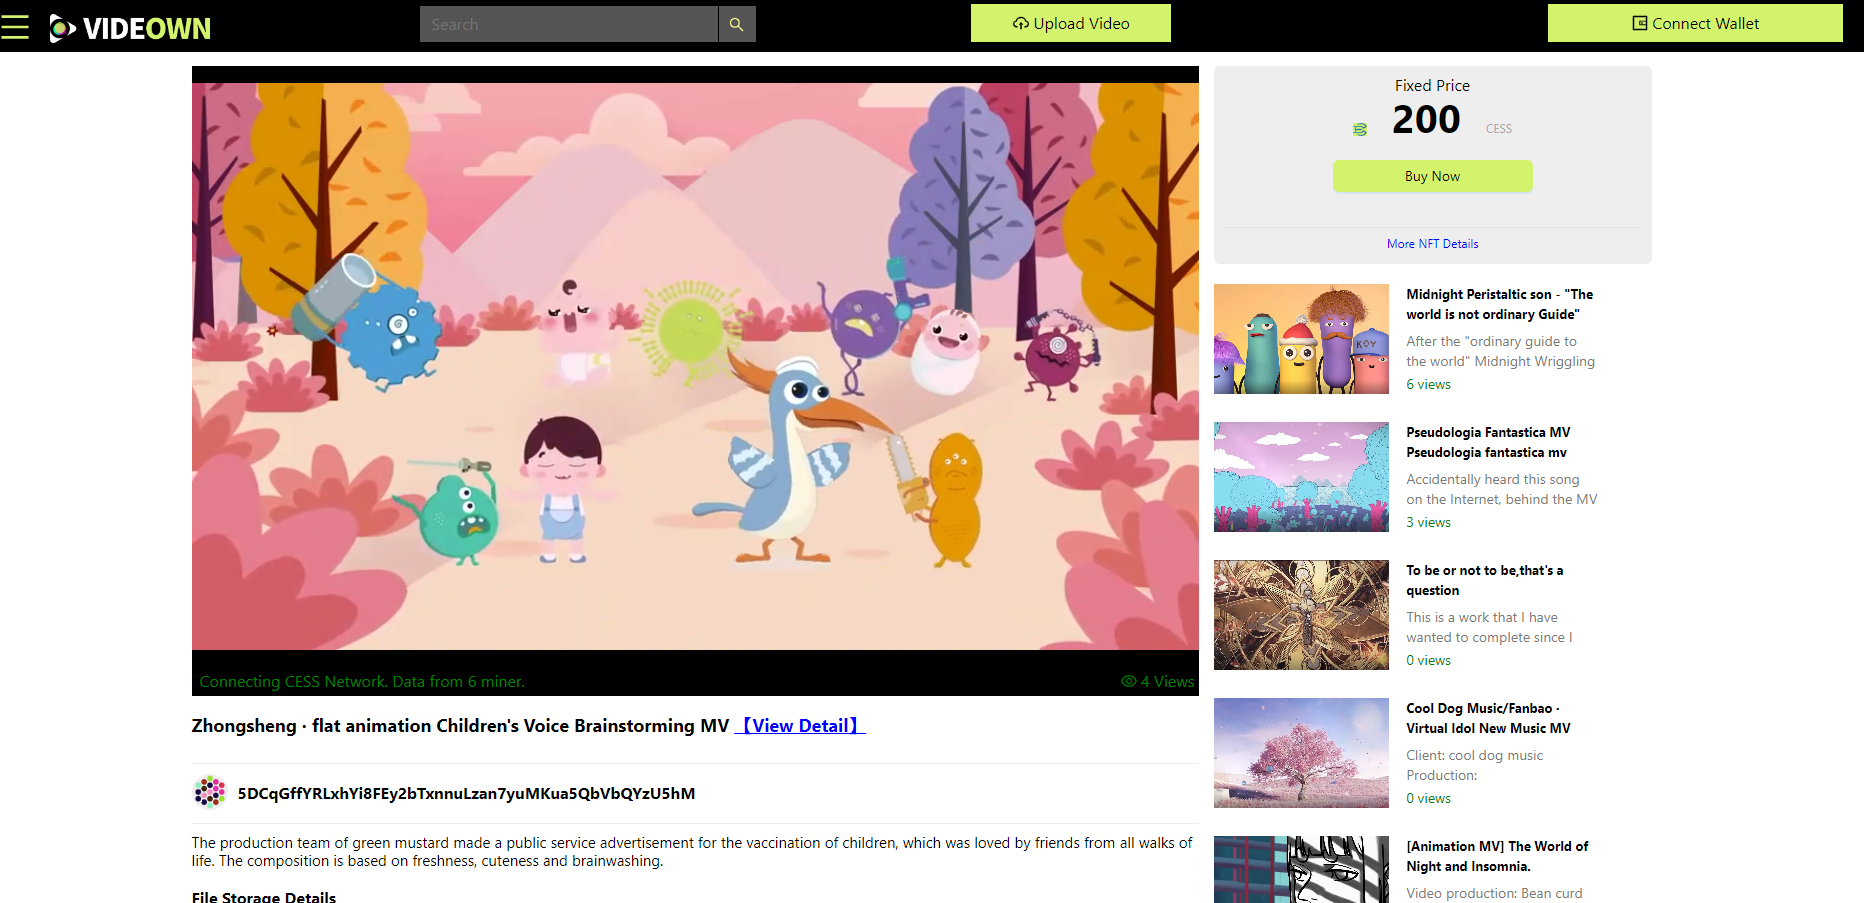 VIDEOWN
Search
Upload Video
Connect Wallet
Fixed Price
200 CESS
Buy Now
More NFT Details
Connecting CESS Network. Data from 6 miner.
4 Views
Zhongsheng · flat animation Children's Voice Brainstorming MV 【View Detail】
5DCqGffYRLxhYi8FEy2bTxnnuLzan7yuMKua5QbVbQYzU5hM
The production team of green mustard made a public service advertisement for the vaccination of children, which was loved by friends from all walks of
life. The composition is based on freshness, cuteness and brainwashing.
File Storage Details
KOY
Midnight Peristaltic son - "The
world is not ordinary Guide"
After the "ordinary guide to
the world" Midnight Wriggling
6 views
Pseudologia Fantastica MV
Pseudologia fantastica mv
Accidentally heard this song
on the Internet, behind the MV
3 views
To be or not to be,that's a
question
This is a work that I have
wanted to complete since I
0 views
Cool Dog Music/Fanbao ·
Virtual Idol New Music MV
Client: cool dog music
Production:
0 views
[Animation MV] The World of
Night and Insomnia.
Video production: Bean curd